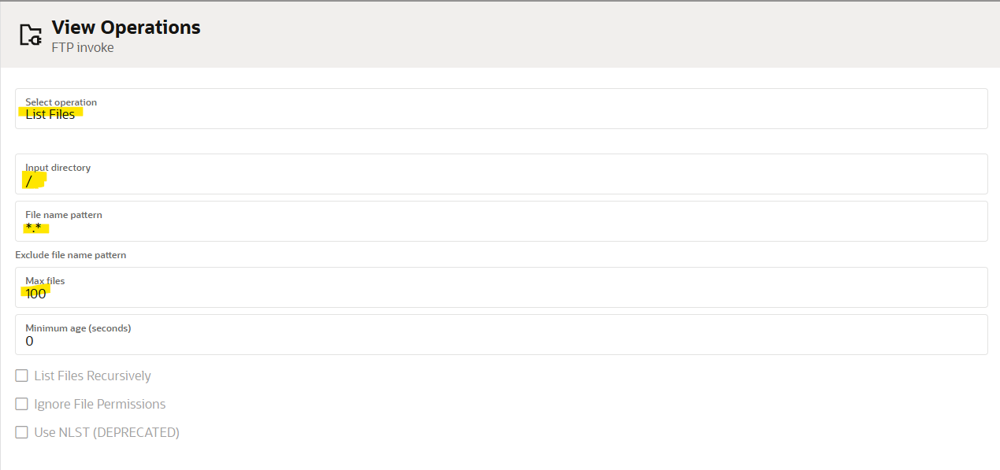 View Operations
FTP invoke
Select operation
List Files
Input directory
/
File name pattern
*.*
Exclude file name pattern
Max files
100
Minimum age (seconds)
0
List Files Recursively
Ignore File Permissions
Use NLST (DEPRECATED)